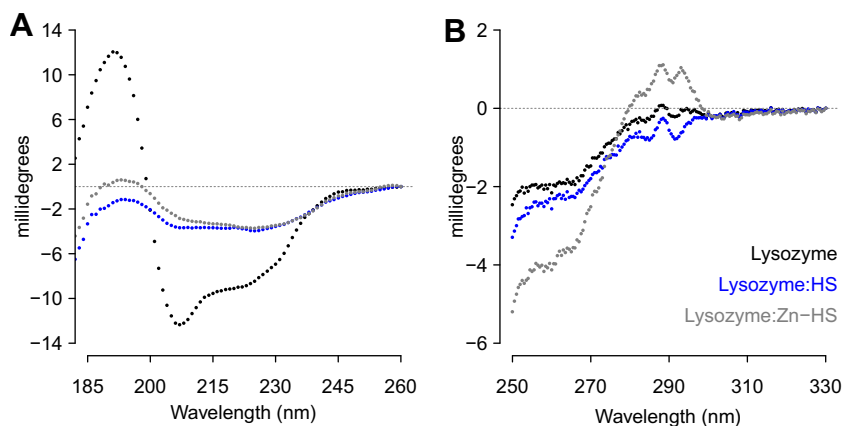 A
B
millidegrees
14
10
6
2
−2
−6
−10
−14
185
200
215
230
245
260
Wavelength (nm)
millidegrees
2
0
−2
−4
−6
250
270
290
310
330
Wavelength (nm)
Lysozyme
Lysozyme:HS
Lysozyme:Zn−HS